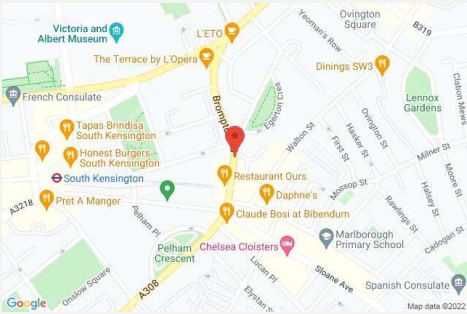 Victoria and
Albert Museum
L'ETO
Yeoman's Row
Ovington
Square
B319
The Terrace by L'Opera
Dinings SW3
French Consulate
Brompt
Egerton Cres
Lennox
Gardens
Clabon Mews
Tapas Brindisa
South Kensington
Honest Burgers
South Kensington
Walton St
First St
Hasker St
Ovington St
Milner St
South Kensington
Restaurant Ours
Moore St
Halsey St
Pret A Manger
A3218
Daphne's
Mossop St
Rawlings St
Claude Bosi at Bibendum
Pelham Pl
Cadogan St
Marlborough
Primary School
Pelham
Crescent
Chelsea Cloisters
Onslow Square
A308
Lucan Pl
Sloane Ave
Elystan S
Spanish Consulate
Google
Map data ©2022